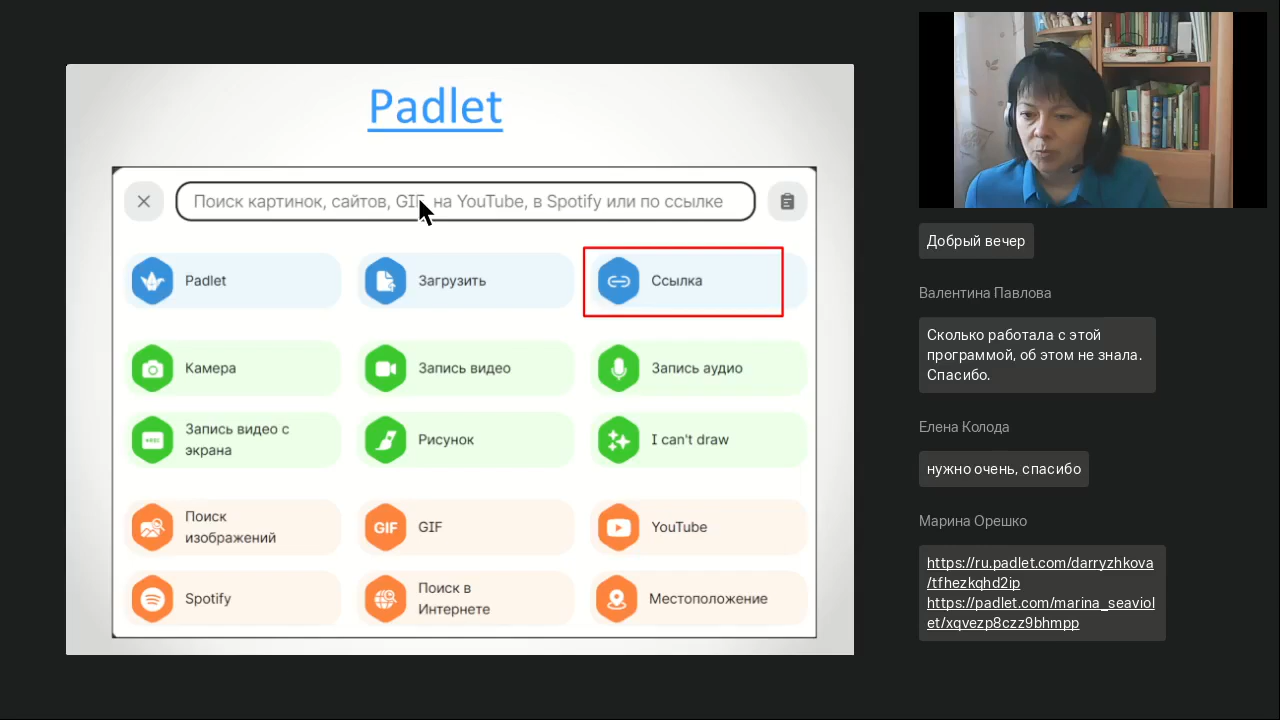 Padlet
Поиск картинок, сайтов, GIF, на YouTube, в Spotify или по ссылке
Padlet
Загрузить
Ссылка
Камера
Запись видео
Запись аудио
Запись видео с
экрана
Рисунок
I can't draw
Поиск
изображений
GIF
GIF
YouTube
Spotify
Поиск в
Интернете
Местоположение
Добрый вечер
Валентина Павлова
Сколько работала с этой
программой, об этом не знала.
Спасибо.
Елена Колода
нужно очень, спасибо
Марина Орешко
https://ru.padlet.com/darryzhkova
/tfhezkqhd2ip
https://padlet.com/marina_seaviol
et/xqvezp8czz9bhmpp